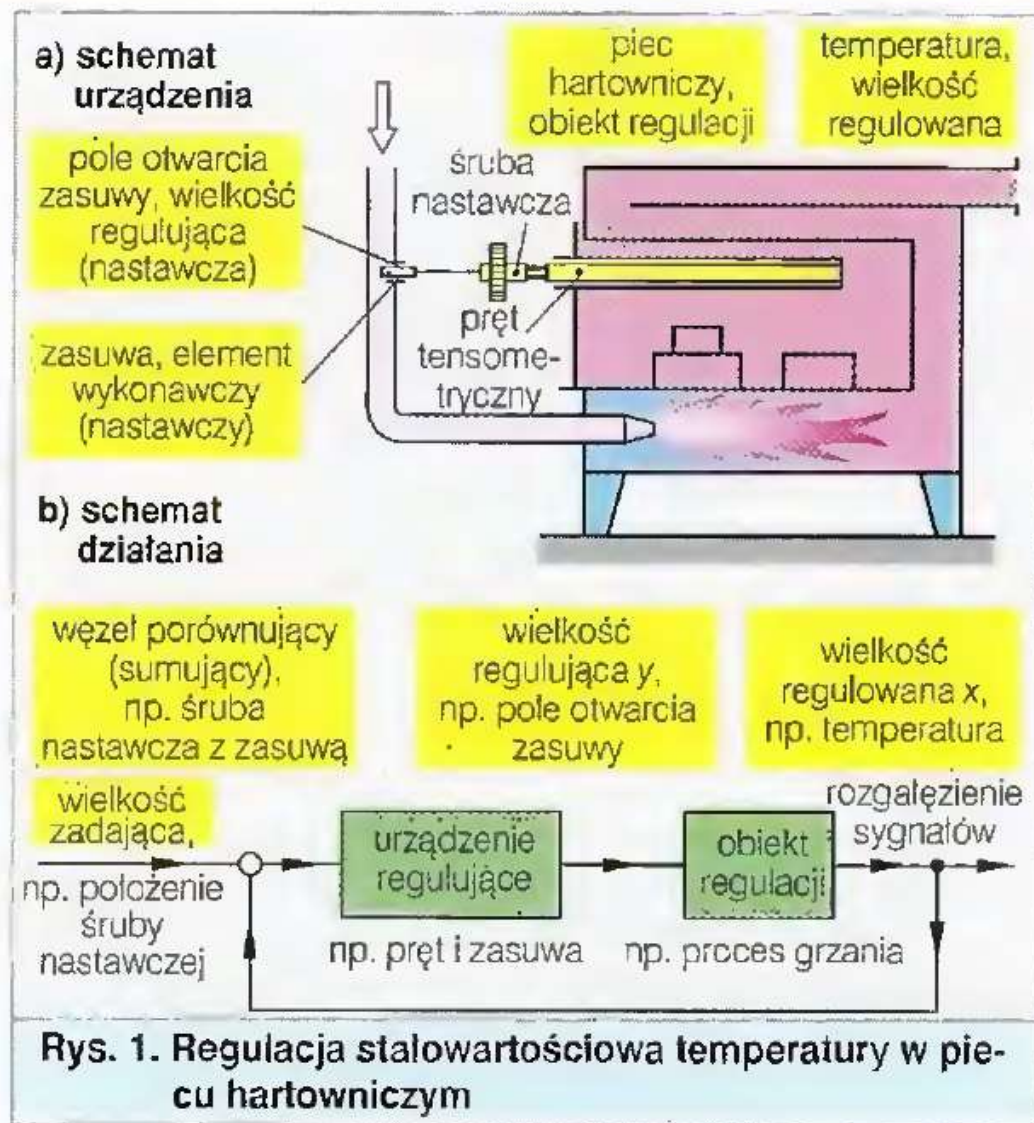 a) schemat
urządzenia
piec
hartowniczy,
obiekt regulacji
temperatura,
wielkość
regulowana
pole otwarcia
zasuwy, wielkość
regulująca
(nastawcza)
śruba
nastawcza
zasuwa, element
wykonawczy
(nastawczy)
pręt
tensome-
tryczny
b) schemat
działania
węzeł porównujący
(sumujący),
np. śruba
nastawcza z zasuwą
wielkość
regulująca y,
np. pole otwarcia
zasuwy
wielkość
regulowana x,
np. temperatura
wielkość
zadająca,
np. położenie
śruby
nastawczej
urządzenie
regulujące
np. pręt i zasuwa
obiekt
regulacji
np. proces grzania
rozgałęzienie
sygnałów
Rys. 1. Regulacja stałowartościowa temperatury w pie-
cu hartowniczym